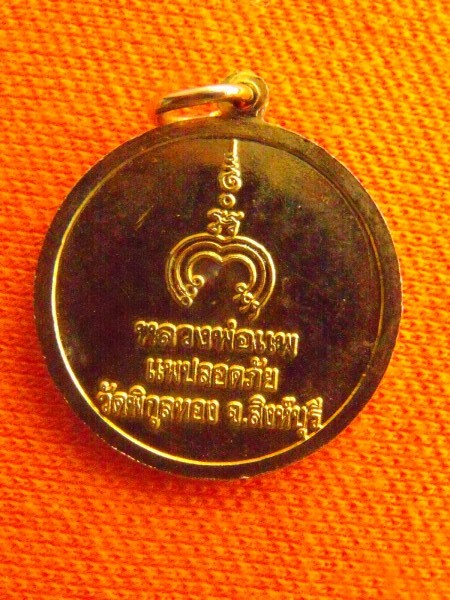 หลวงพ่อแพ
แพปลอดภัย
วัดพิกุลทอง จ.สิงห์บุรี